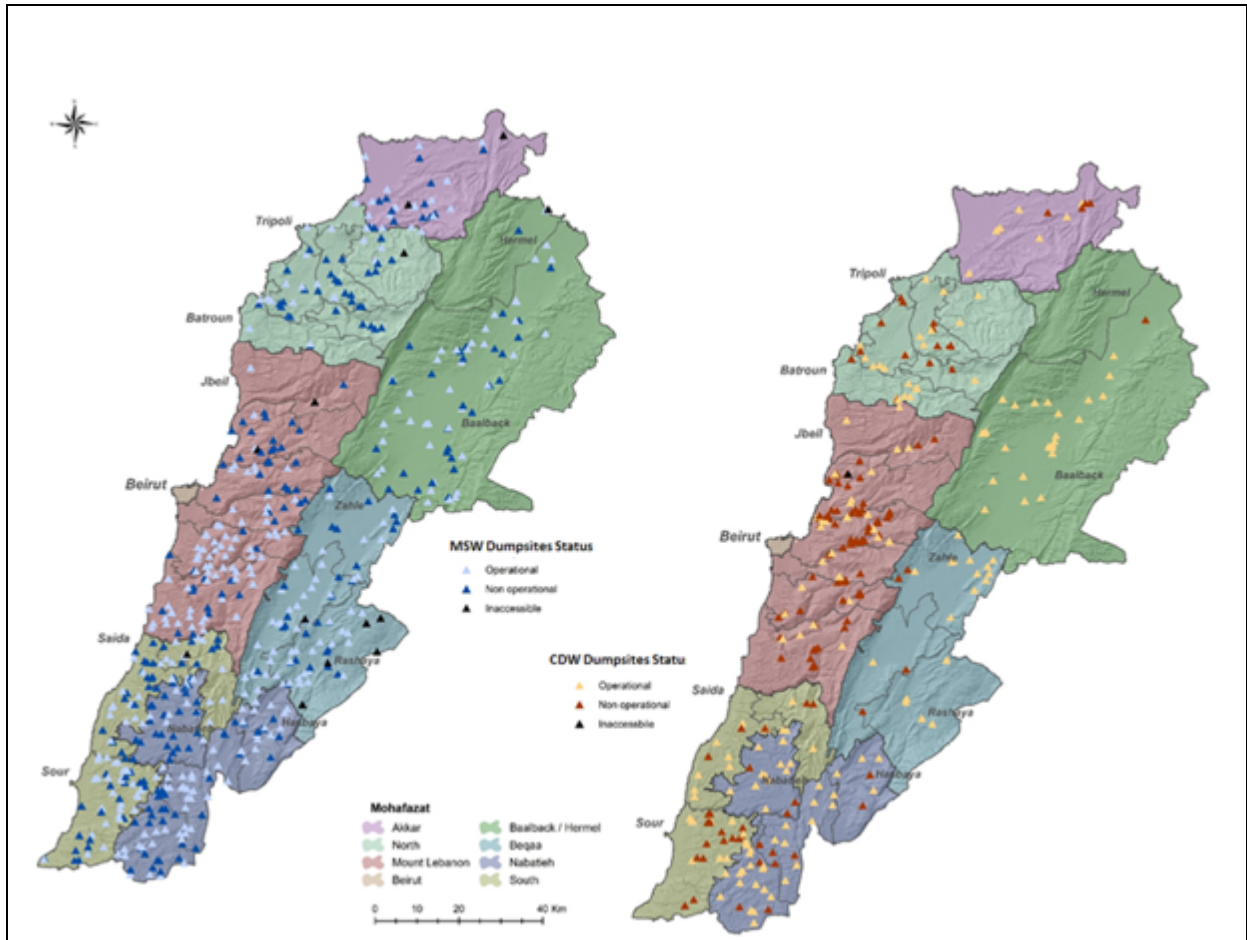 Tripoli
Hermel
Batroun
Jbeil
Baalback
Beirut
Zahle
Saida
Rashaya
Hasbaya
Nabatieh
Sour
MSW Dumpsites Status
Operational
Non operational
Inaccessible
Tripoli
Hermel
Batroun
Jbeil
Baalback
Beirut
Zahle
Saida
Rashaya
Hasbaya
Nabatieh
Sour
CDW Dumpsites Statu
Operational
Non operational
Inaccessbile
Mohafazat
Akkar
North
Mount Lebanon
Beirut
Baalback / Hermel
Beqaa
Nabatieh
South
0 10 20 40 Km